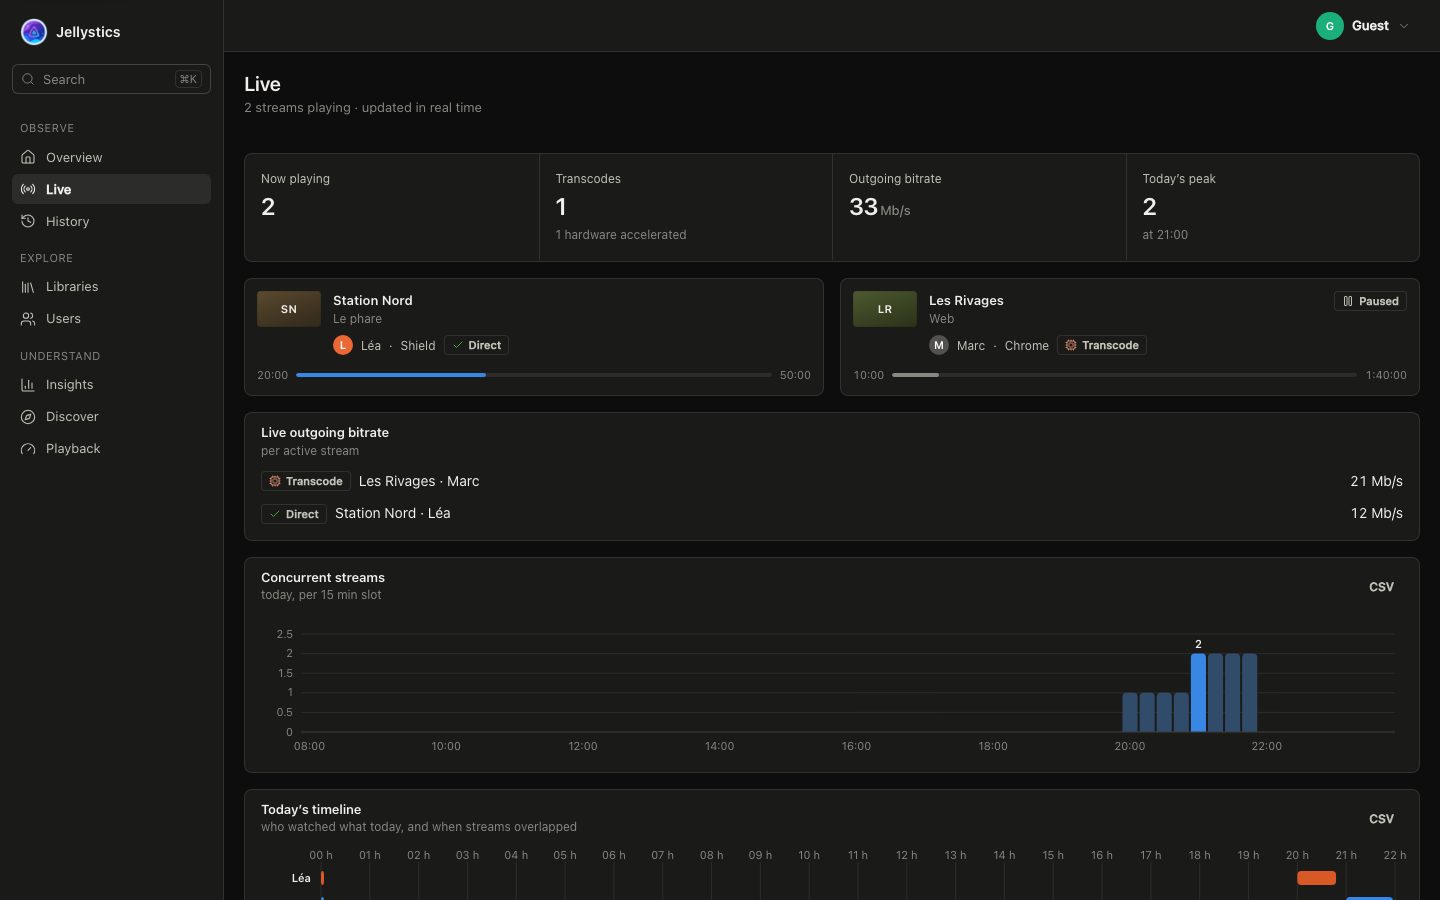 Jellystics
Search ⌘K
OBSERVE
Overview
Live
History
EXPLORE
Libraries
Users
UNDERSTAND
Insights
Discover
Playback
G Guest
Live
2 streams playing · updated in real time
Now playing
2
Transcodes
1
1 hardware accelerated
Outgoing bitrate
33 Mb/s
Today’s peak
2
at 21:00
SN
Station Nord
Le phare
L Léa · Shield Direct
20:00 50:00
LR
Les Rivages
Paused
Web
M Marc · Chrome Transcode
10:00 1:40:00
Live outgoing bitrate
per active stream
Transcode Les Rivages · Marc 21 Mb/s
Direct Station Nord · Léa 12 Mb/s
Concurrent streams
today, per 15 min slot
CSV
2.5
2
1.5
1
0.5
0
2
08:00 10:00 12:00 14:00 16:00 18:00 20:00 22:00
Today’s timeline
who watched what today, and when streams overlapped
CSV
00 h 01 h 02 h 03 h 04 h 05 h 06 h 07 h 08 h 09 h 10 h 11 h 12 h 13 h 14 h 15 h 16 h 17 h 18 h 19 h 20 h 21 h 22 h
Léa